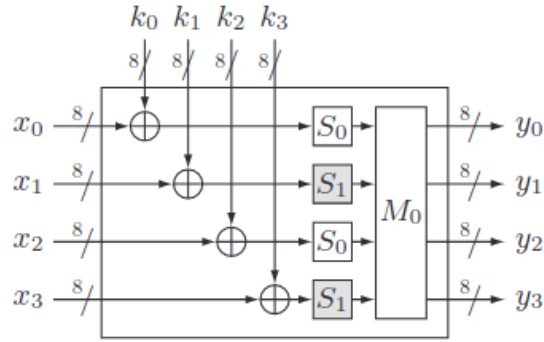 k₀ k₁ k₂ k₃
8 8 8 8
x₀ 8 S₀ 8 y₀
x₁ 8 S₁ 8 y₁
M₀
x₂ 8 S₀ 8 y₂
x₃ 8 S₁ 8 y₃